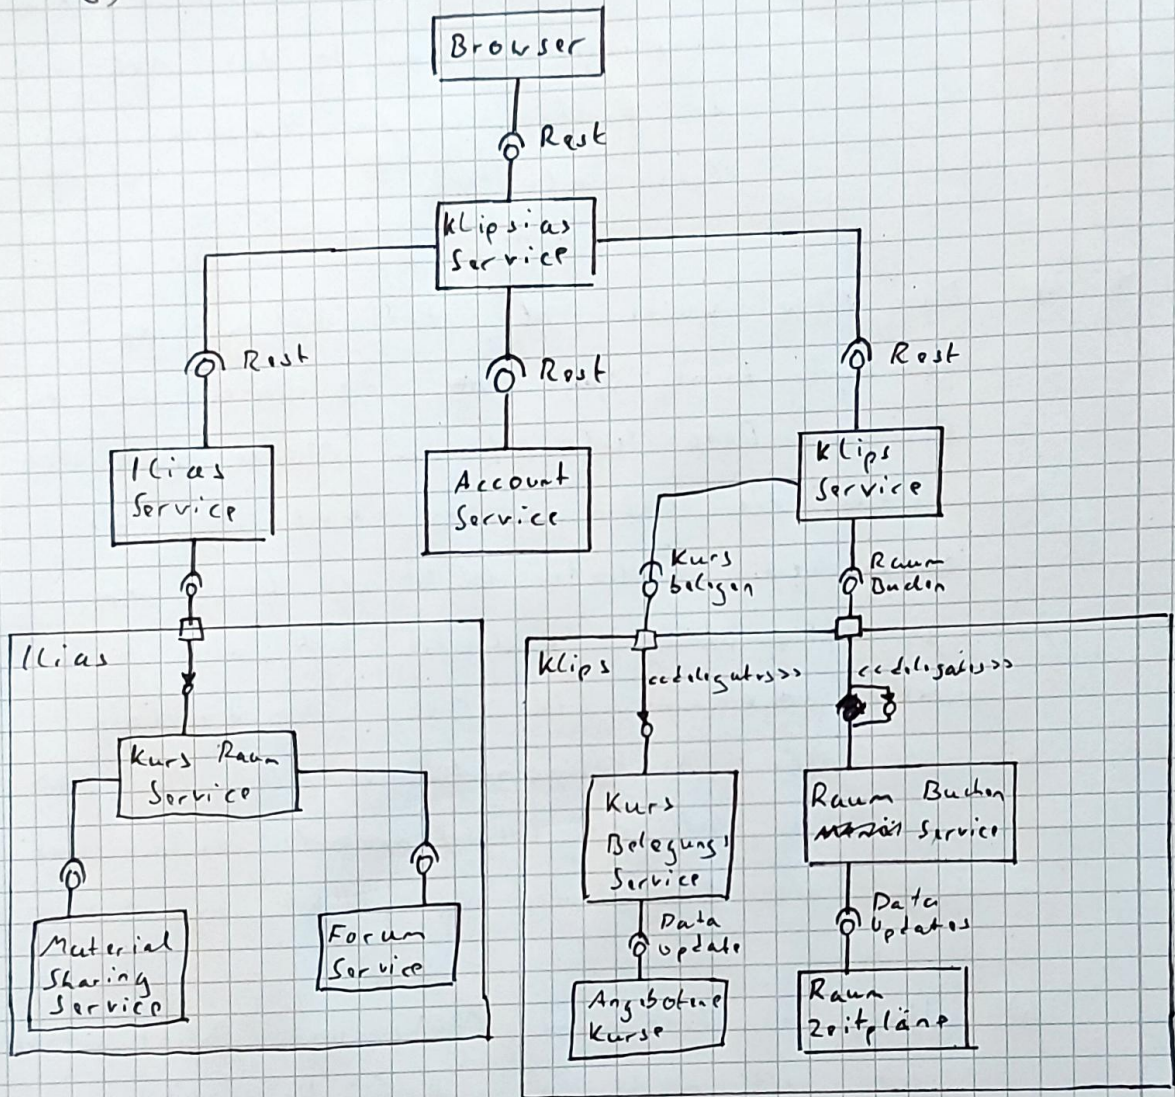 Browser
Rest
Klipsias
Service
Rest
Rest
Rest
Ilias
Service
Account
Service
Klips
Service
Kurs
belegen
Raum
Buchen
Ilias
Klips
<<delegates>>
<<delegates>>
Kurs Raum
Service
Kurs
Belegungs
Service
Raum Buchen
Service
Data
update
Data
updates
Material
Sharing
Service
Forum
Service
Angebotene
Kurse
Raum
Zeitpläne